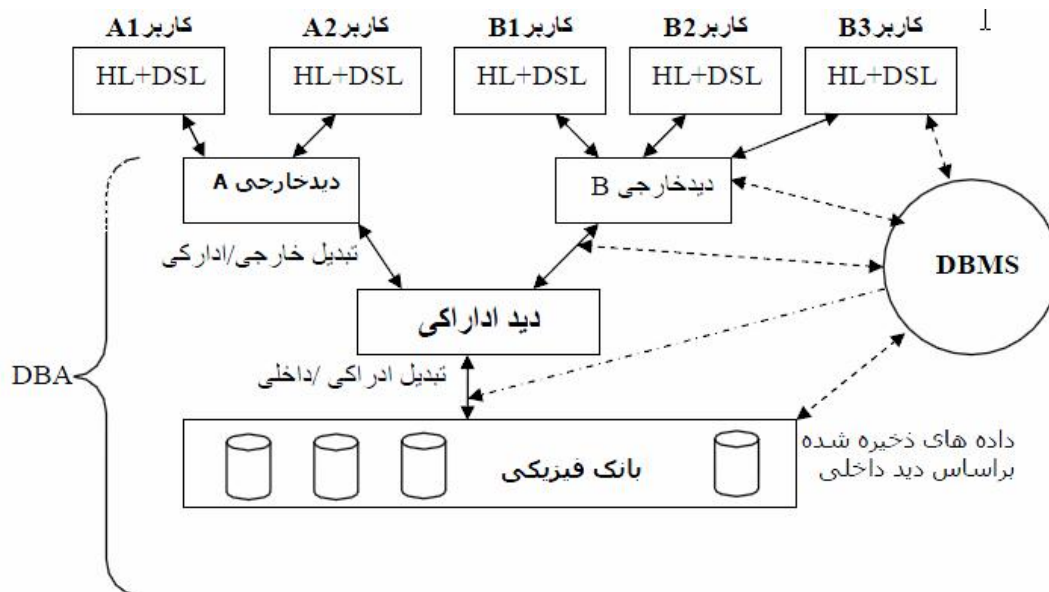 کاربر A1
کاربر A2
کاربر B1
کاربر B2
کاربر B3
HL+DSL
HL+DSL
HL+DSL
HL+DSL
HL+DSL
دیدخارجی A
دیدخارجی B
تبدیل خارجی/ادارکی
DBMS
دید اداراکی
DBA
تبدیل ادراکی /داخلی
داده های ذخیره شده
براساس دید داخلی
بانک فیزیکی